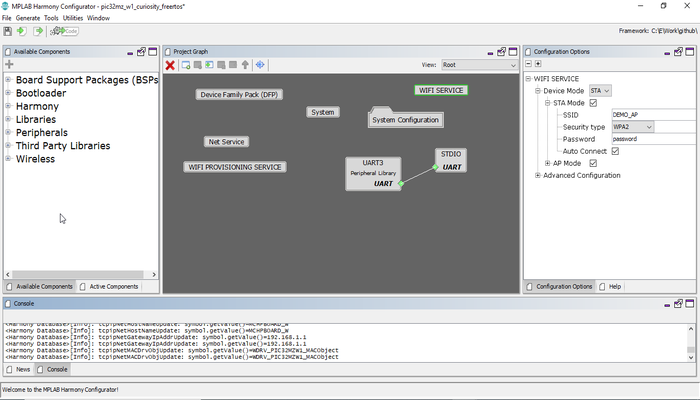 MPLAB Harmony Configurator - pic32mz_w1_curiosity_freertos*
File Generate Tools Utilities Window
Code
Framework: C:\E\Work\github\
Available Components
Board Support Packages (BSPs
Bootloader
Harmony
Libraries
Peripherals
Third Party Libraries
Wireless
Available Components
Active Components
Project Graph
View: Root
Device Family Pack (DFP)
WIFI SERVICE
System
System Configuration
Net Service
WIFI PROVISIONING SERVICE
UART3
Peripheral Library
UART
STDIO
UART
Configuration Options
WIFI SERVICE
Device Mode STA
STA Mode
SSID DEMO_AP
Security type WPA2
Password password
Auto Connect
AP Mode
Advanced Configuration
Configuration Options
Help
Console
<Harmony Database>[Info]: tcpipNetHostNameUpdate: symbol.getValue()=MCHPBOARD_W
<Harmony Database>[Info]: tcpipNetHostNameUpdate: symbol.getValue()=MCHPBOARD_W
<Harmony Database>[Info]: tcpipNetGatewayIpAddrUpdate: symbol.getValue()=192.168.1.1
<Harmony Database>[Info]: tcpipNetGatewayIpAddrUpdate: symbol.getValue()=192.168.1.1
<Harmony Database>[Info]: tcpipNetMACDrvObjUpdate: symbol.getValue()=WDRV_PIC32MZW1_MACObject
<Harmony Database>[Info]: tcpipNetMACDrvObjUpdate: symbol.getValue()=WDRV_PIC32MZW1_MACObject
News
Console
Welcome to the MPLAB Harmony Configurator!